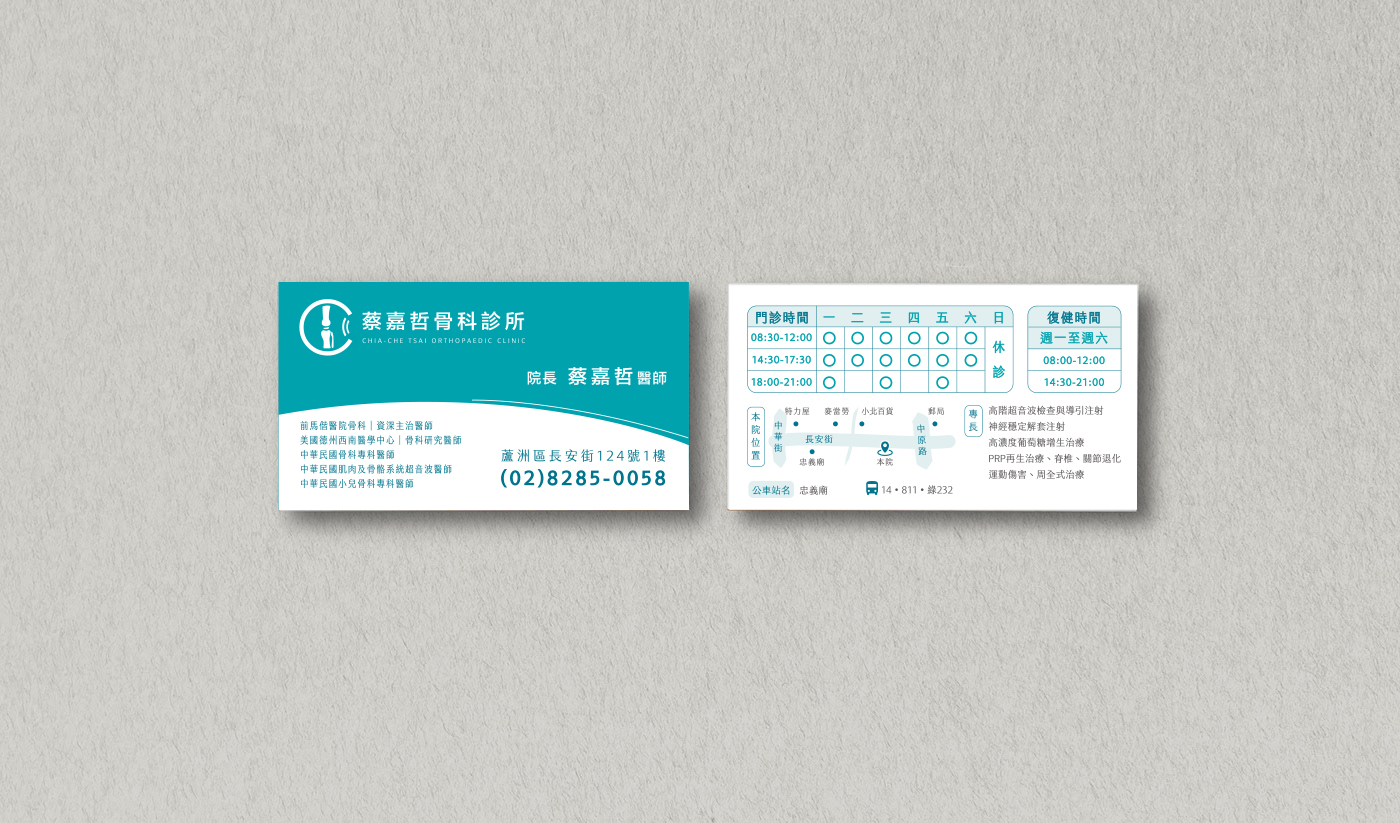 蔡嘉哲骨科診所
CHIA-CHE TSAI ORTHOPAEDIC CLINIC
院長 蔡嘉哲醫師
前馬偕醫院骨科｜資深主治醫師
美國德州西南醫學中心｜骨科研究醫師
中華民國骨科專科醫師
中華民國肌肉及骨骼系統超音波醫師
中華民國小兒骨科專科醫師
蘆洲區長安街124號1樓
(02)8285-0058
門診時間 一 二 三 四 五 六 日
08:30-12:00 ○ ○ ○ ○ ○ ○
14:30-17:30 ○ ○ ○ ○ ○ ○
18:00-21:00 ○ ○ ○
休診
復健時間
週一至週六
08:00-12:00
14:30-21:00
本院位置
特力屋 麥當勞 小北百貨 郵局
中華街
長安街
中原路
忠義廟
本院
公車站名 忠義廟
14・811・綠232
專長
高階超音波檢查與導引注射
神經穩定解套注射
高濃度葡萄糖增生治療
PRP再生治療、脊椎、關節退化
運動傷害、周全式治療